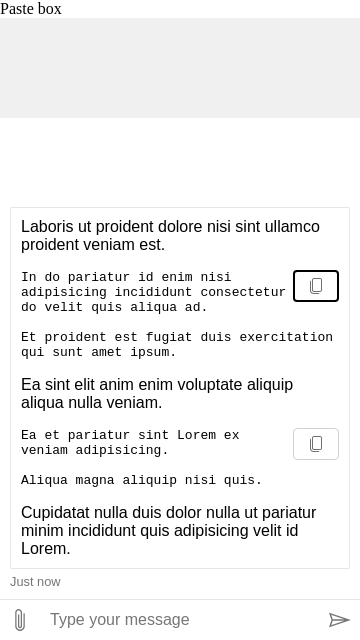 Paste box
Laboris ut proident dolore nisi sint ullamco
proident veniam est.
In do pariatur id enim nisi
adipisicing incididunt consectetur
do velit quis aliqua ad.
Et proident est fugiat duis exercitation
qui sunt amet ipsum.
Ea sint elit anim enim voluptate aliquip
aliqua nulla veniam.
Ea et pariatur sint Lorem ex
veniam adipisicing.
Aliqua magna aliquip nisi quis.
Cupidatat nulla duis dolor nulla ut pariatur
minim incididunt quis adipisicing velit id
Lorem.
Just now
Type your message